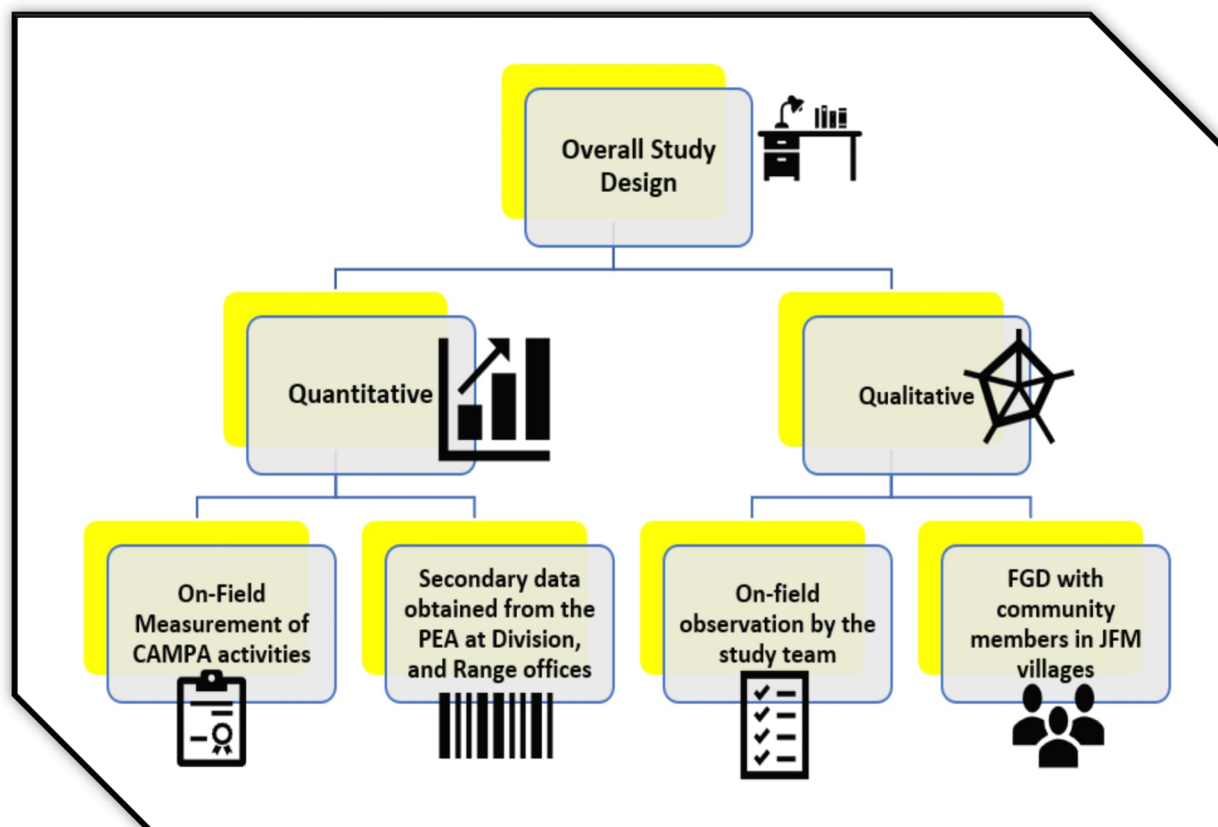 Overall Study
Design
Quantitative
Qualitative
On-Field
Measurement of
CAMPA activities
Secondary data
obtained from the
PEA at Division,
and Range offices
On-field
observation by the
study team
FGD with
community
members in JFM
villages